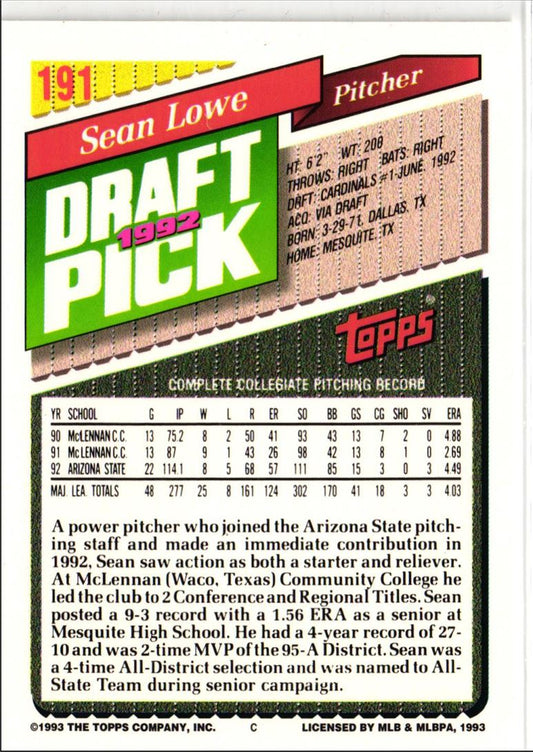 191
Sean Lowe
Pitcher
DRAFT
1992
PICK
HT: 6'2" WT: 200
THROWS: RIGHT BATS: RIGHT
DRFT: CARDINALS #1-JUNE, 1992
ACQ: VIA DRAFT
BORN: 3-29-71, DALLAS, TX
HOME: MESQUITE, TX
TOPPS®
COMPLETE COLLEGIATE PITCHING RECORD
YR SCHOOL G IP W L R ER SO BB GS CG SHO SV ERA
90 McLENNAN C.C. 13 75.2 8 2 50 41 93 43 13 7 2 0 4.88
91 McLENNAN C.C. 13 87 9 1 43 26 98 42 13 8 1 0 2.69
92 ARIZONA STATE 22 114.1 8 5 68 57 111 85 15 3 0 3 4.49
MAJ. LEA. TOTALS 48 277 25 8 161 124 302 170 41 18 3 3 4.03
A power pitcher who joined the Arizona State pitch-
ing staff and made an immediate contribution in
1992, Sean saw action as both a starter and reliever.
At McLennan (Waco, Texas) Community College he
led the club to 2 Conference and Regional Titles. Sean
posted a 9-3 record with a 1.56 ERA as a senior at
Mesquite High School. He had a 4-year record of 27-
10 and was 2-time MVP of the 95-A District. Sean was
a 4-time All-District selection and was named to All-
State Team during senior campaign.
©1993 THE TOPPS COMPANY, INC. C LICENSED BY MLB & MLBPA, 1993